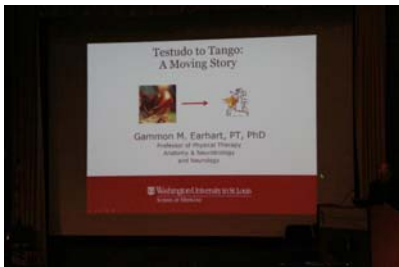 Testudo to Tango:
A Moving Story
Gammon M. Earhart, PT, PhD
Professor of Physical Therapy
Anatomy & Neurobiology
and Neurology
Washington University in St. Louis
School of Medicine